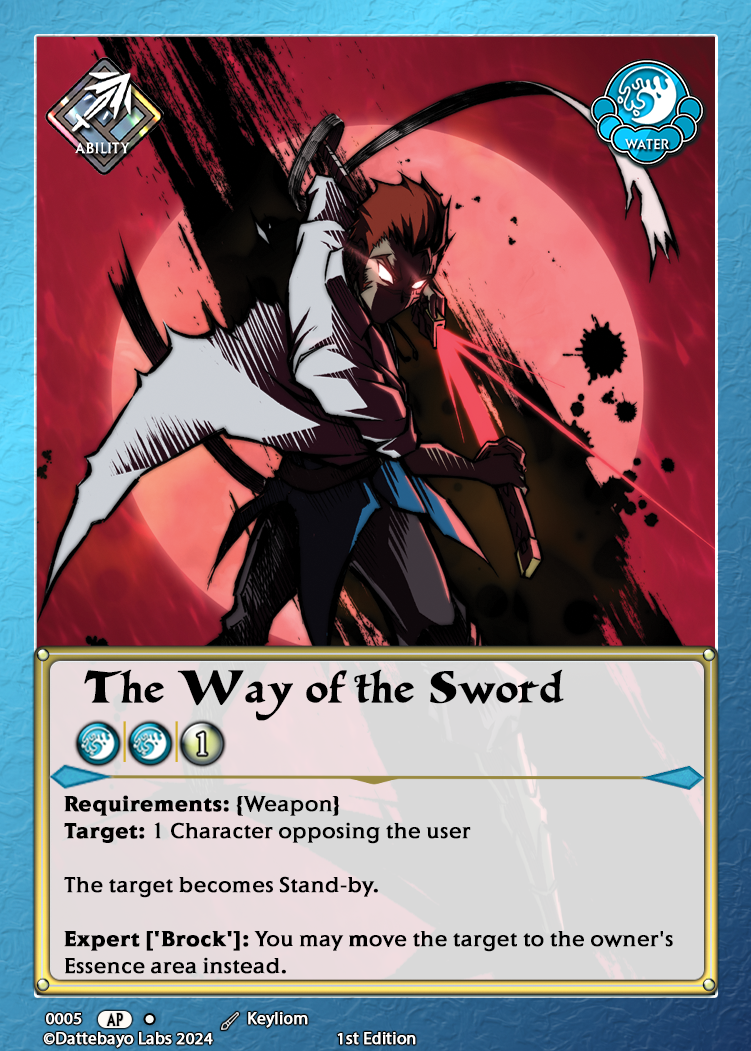 ABILITY
WATER
The Way of the Sword
1
Requirements: {Weapon}
Target: 1 Character opposing the user
The target becomes Stand-by.
Expert ['Brock']: You may move the target to the owner's
Essence area instead.
0005 AP Keyliom
©Dattebayo Labs 2024 1st Edition